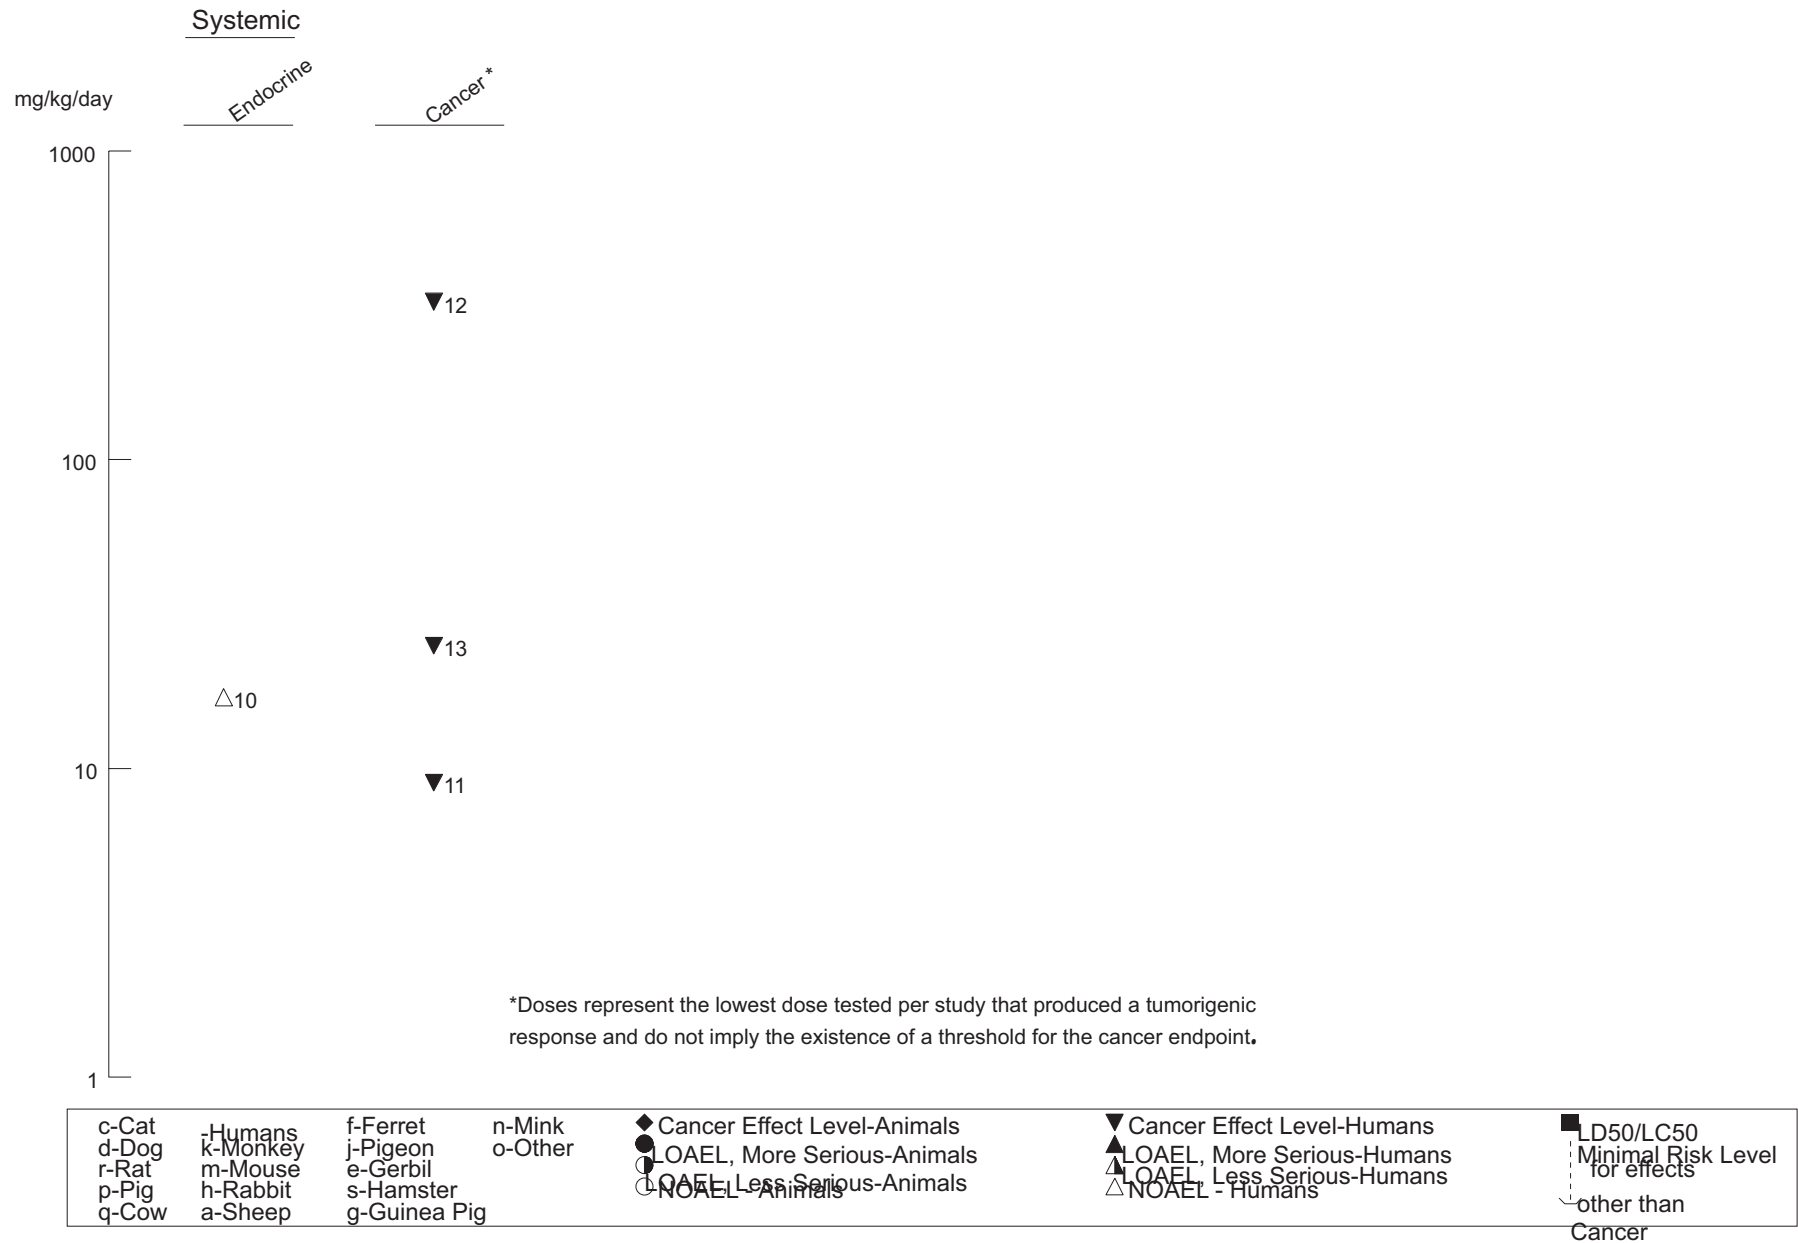 Systemic
mg/kg/day
Endocrine
Cancer *
1000
12
100
13
10
10
11
*Doses represent the lowest dose tested per study that produced a tumorigenic
response and do not imply the existence of a threshold for the cancer endpoint.
1
c-Cat
d-Dog
r-Rat
p-Pig
q-Cow
-Humans
k-Monkey
m-Mouse
h-Rabbit
a-Sheep
f-Ferret
j-Pigeon
e-Gerbil
s-Hamster
g-Guinea Pig
n-Mink
o-Other
Cancer Effect Level-Animals
LOAEL, More Serious-Animals
LOAEL, Less Serious-Animals
NOAEL - Animals
Cancer Effect Level-Humans
LOAEL, More Serious-Humans
LOAEL, Less Serious-Humans
NOAEL - Humans
LD50/LC50
Minimal Risk Level
for effects
other than
Cancer